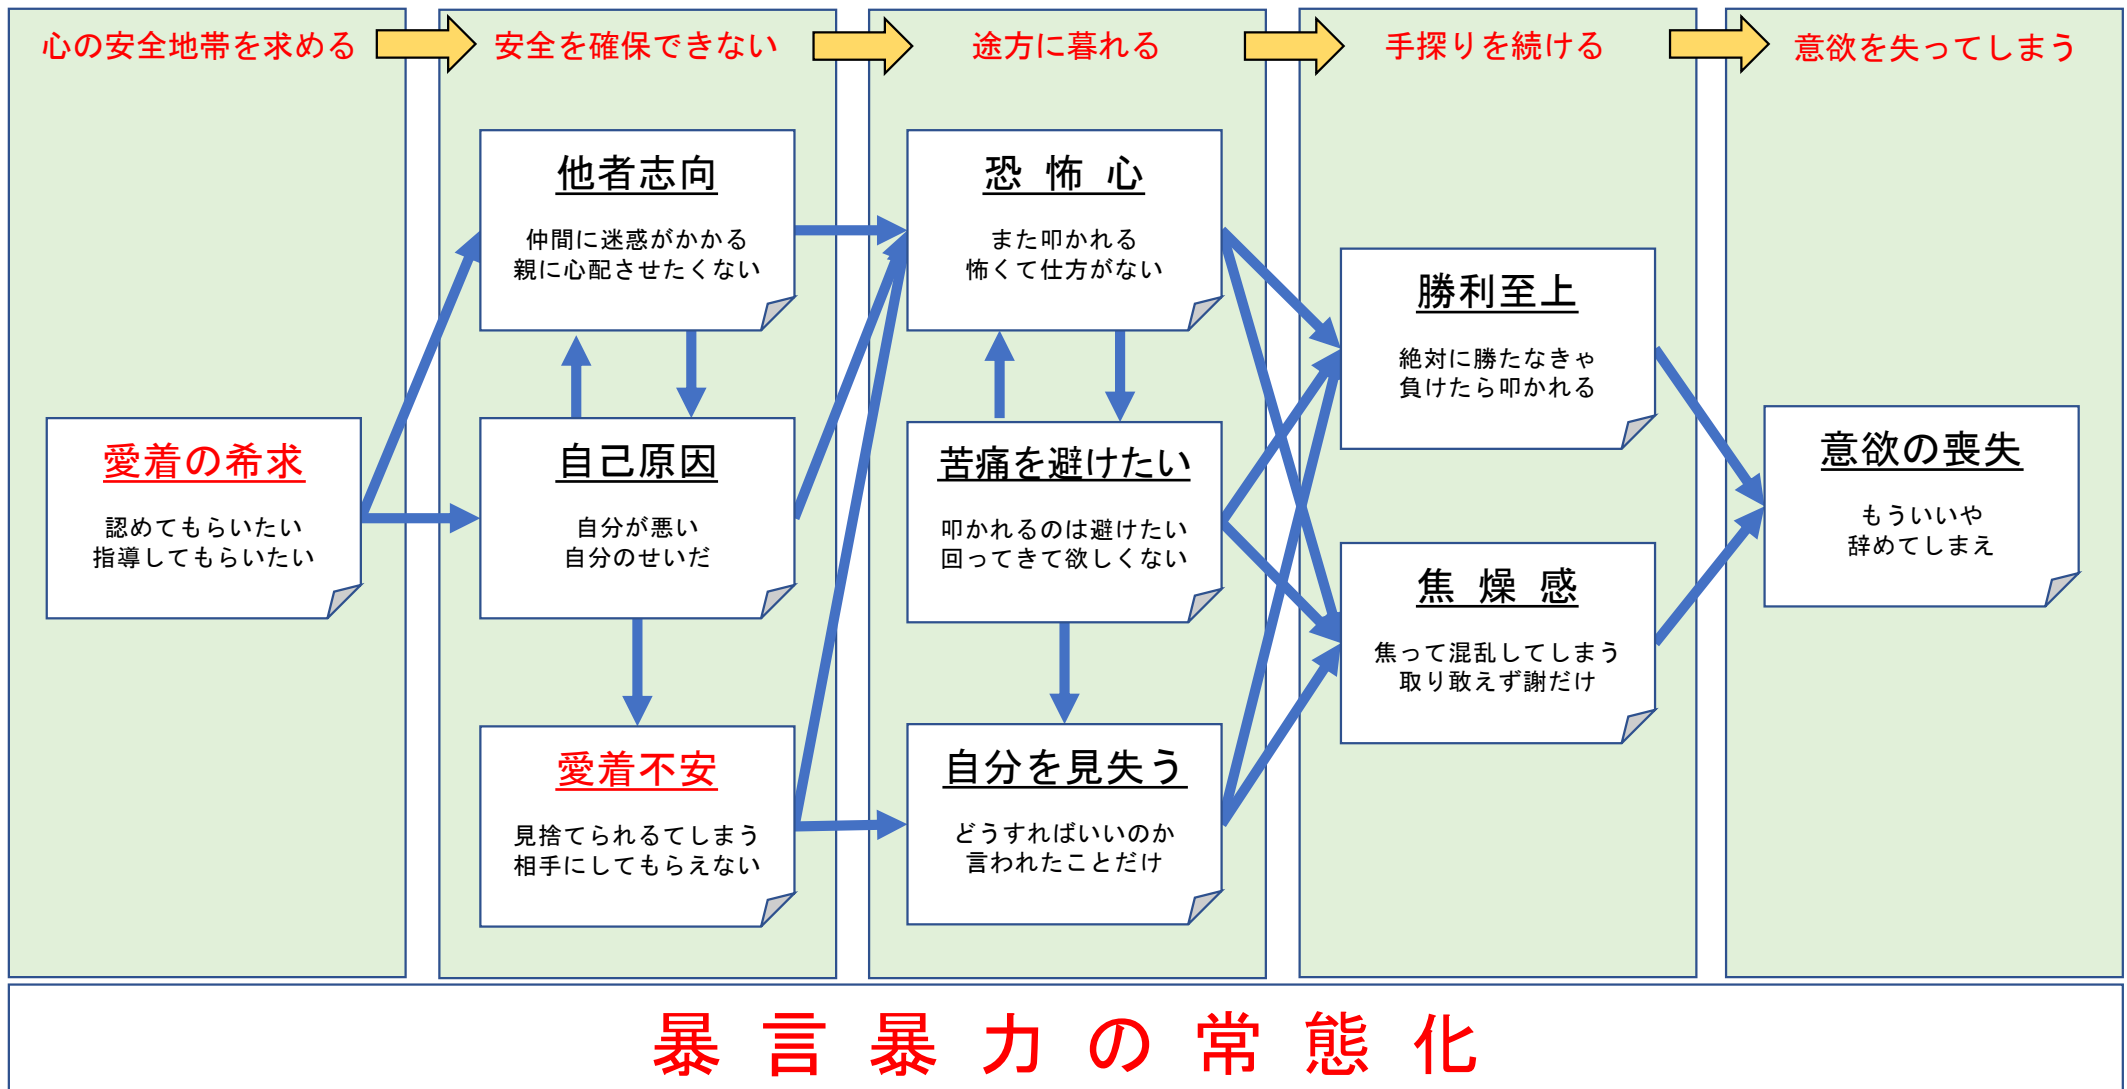 心の安全地帯を求める
安全を確保できない
途方に暮れる
手探りを続ける
意欲を失ってしまう
愛着の希求
認めてもらいたい
指導してもらいたい
他者志向
仲間に迷惑がかかる
親に心配させたくない
自己原因
自分が悪い
自分のせいだ
愛着不安
見捨てられるてしまう
相手にしてもらえない
恐 怖 心
また叩かれる
怖くて仕方がない
苦痛を避けたい
叩かれるのは避けたい
回ってきて欲しくない
自分を見失う
どうすればいいのか
言われたことだけ
勝利至上
絶対に勝たなきゃ
負けたら叩かれる
焦 燥 感
焦って混乱してしまう
取り敢えず謝だけ
意欲の喪失
もういいや
辞めてしまえ
暴 言 暴 力 の 常 態 化